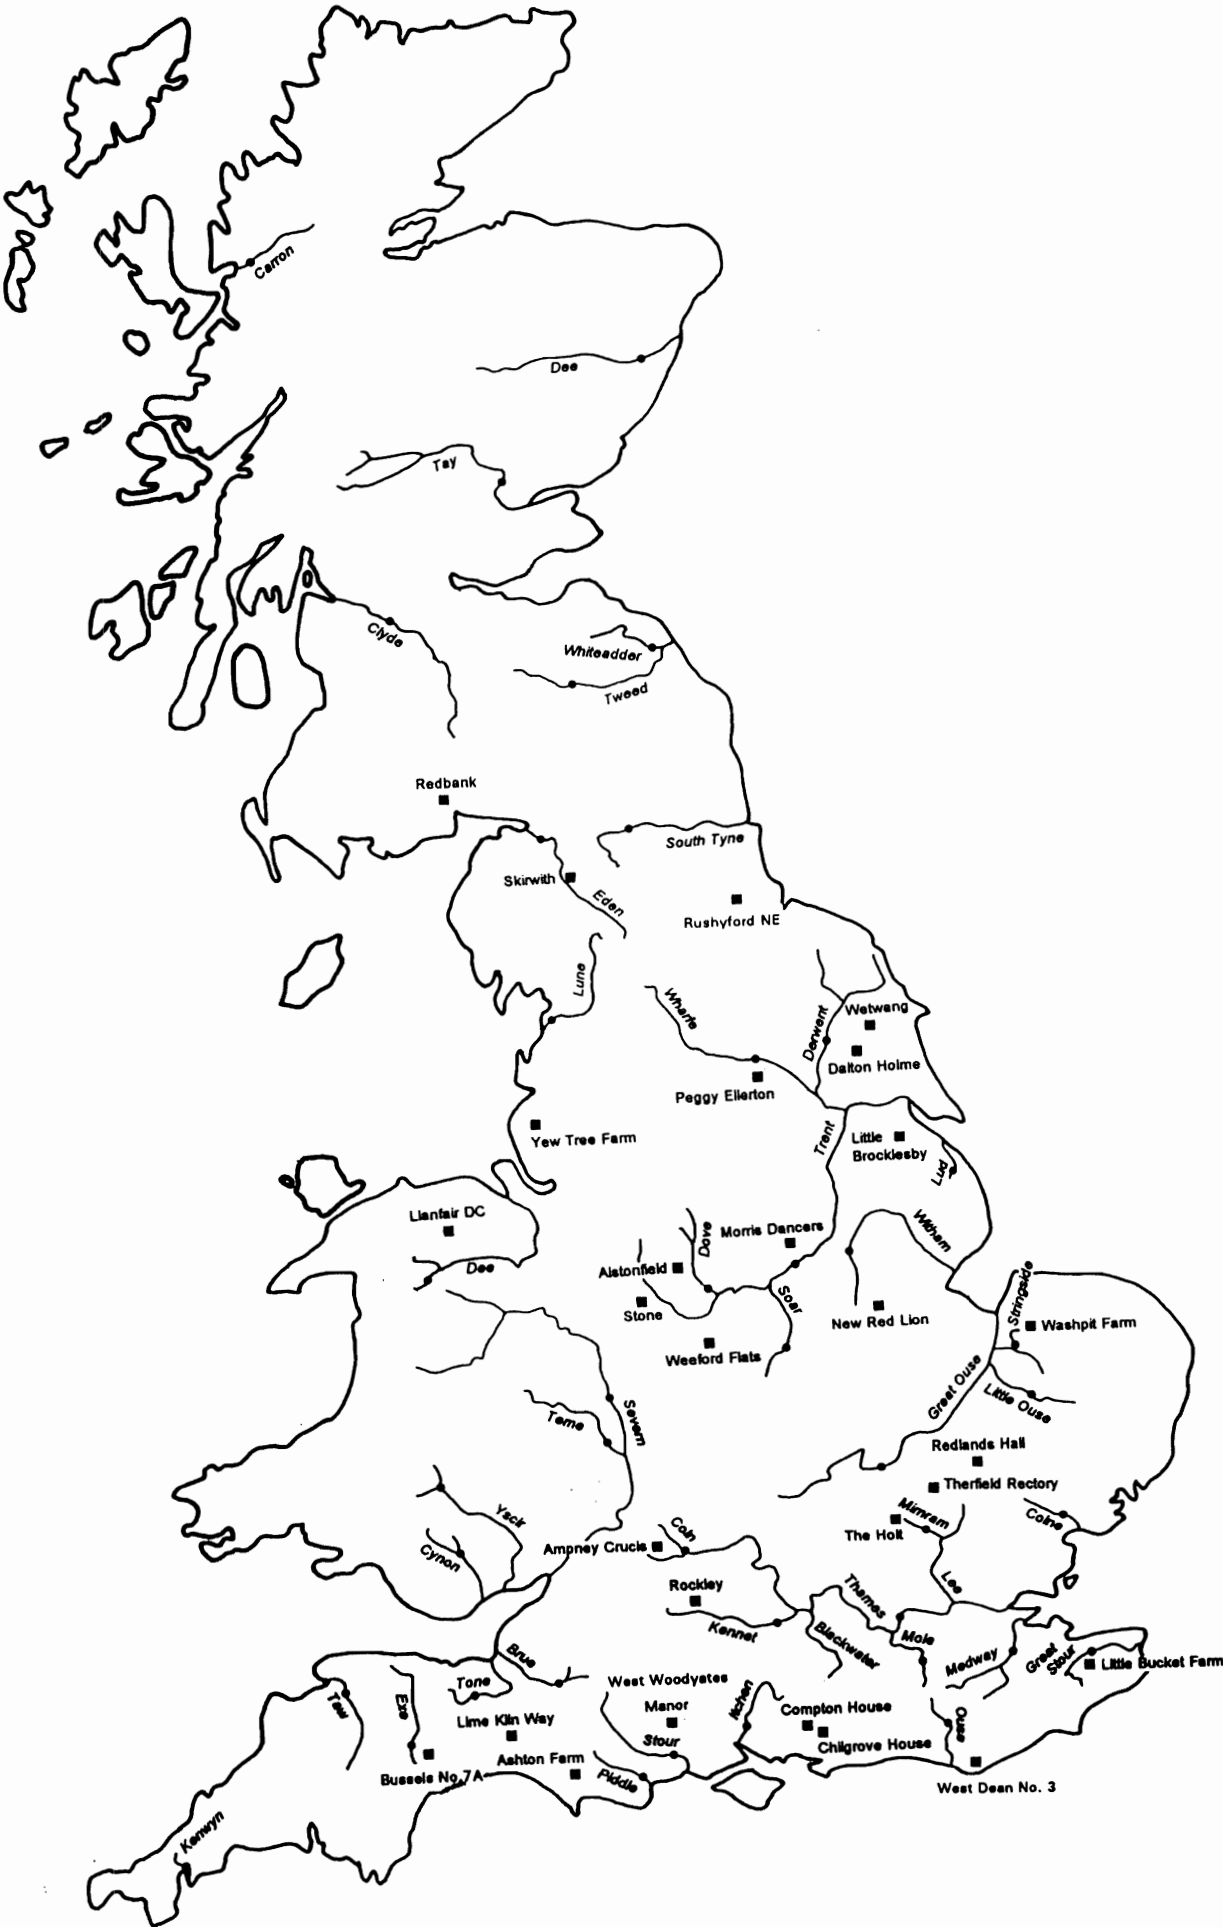 Carron
Dee
Tay
Clyde
Whiteadder
Tweed
Redbank
South Tyne
Skirwith
Eden
Rushyford NE
Lune
Wharfe
Derwent
Wetwang
Dalton Holme
Peggy Ellerton
Yew Tree Farm
Trent
Little
Brocklesby
Lud
Llanfair DC
Dee
Dove
Morris Dancers
Witham
Alstonfield
Stone
Soar
New Red Lion
Stringside
Washpit Farm
Weeford Flats
Great Ouse
Little Ouse
Teme
Severn
Redlands Hall
Therfield Rectory
Mimram
The Holt
Colne
Yscir
Cynon
Ampney Crucis
Coln
Lee
Rockley
Kennet
Thames
Blackwater
Mole
Medway
Great
Stour
Little Bucket Farm
Brue
Tone
Taw
Exe
West Woodyates
Manor
Stour
Itchen
Compton House
Chilgrove House
Ouse
Lime Kiln Way
Ashton Farm
Bussels No.7A
Piddle
West Dean No. 3
Kenwyn